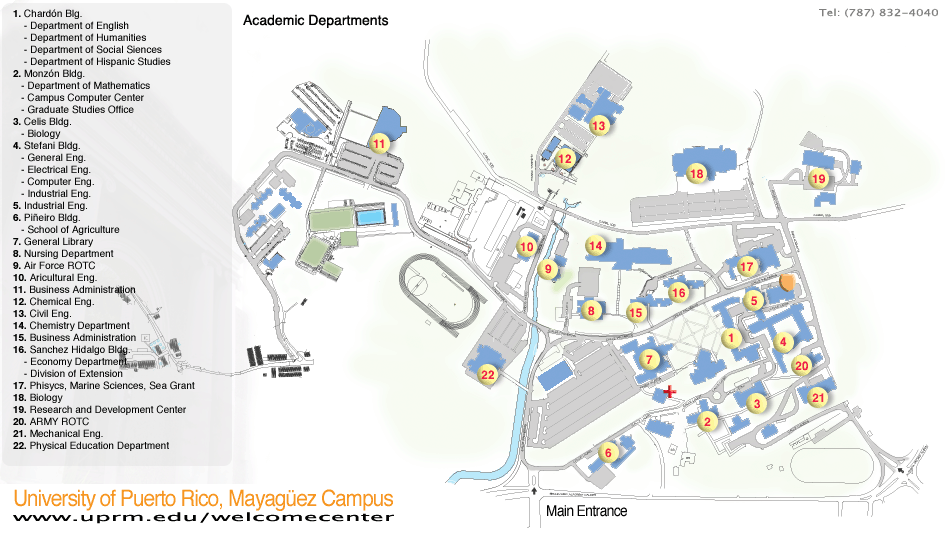 1. Chardón Blg.
- Department of English
- Department of Humanities
- Department of Social Siences
- Department of Hispanic Studies
2. Monzón Bldg.
- Department of Mathematics
- Campus Computer Center
- Graduate Studies Office
3. Celis Bldg.
- Biology
4. Stefani Bldg.
- General Eng.
- Electrical Eng.
- Computer Eng.
- Industrial Eng.
5. Industrial Eng.
6. Piñeiro Bldg.
- School of Agriculture
7. General Library
8. Nursing Department
9. Air Force ROTC
10. Aricultural Eng.
11. Business Administration
12. Chemical Eng.
13. Civil Eng.
14. Chemistry Department
15. Business Administration
16. Sanchez Hidalgo Bldg.
- Economy Department
- Division of Extension
17. Phisycs, Marine Sciences, Sea Grant
18. Biology
19. Research and Development Center
20. ARMY ROTC
21. Mechanical Eng.
22. Physical Education Department
University of Puerto Rico, Mayagüez Campus
www.uprm.edu/welcomecenter
Academic Departments
Tel: (787) 832-4040
13
11
12
18
19
10
14
9
17
16
5
8
15
1
4
7
20
22
21
3
2
6
Main Entrance